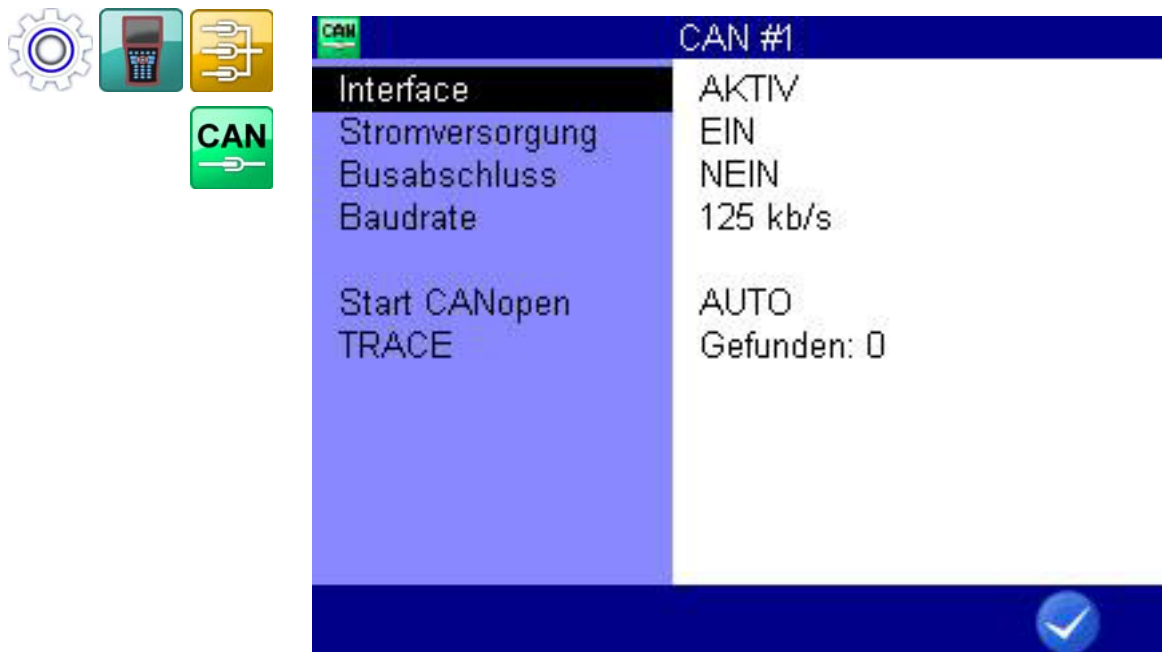 CAN
CAN #1
Interface AKTIV
Stromversorgung EIN
Busabschluss NEIN
Baudrate 125 kb/s
Start CANopen AUTO
TRACE Gefunden: 0
CAN